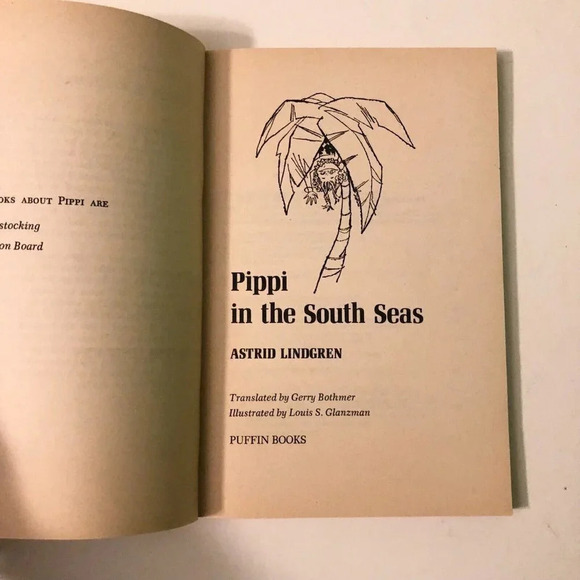 OKS ABOUT PIPPI ARE
stocking
on Board
Pippi
in the South Seas
ASTRID LINDGREN
Translated by Gerry Bothmer
Illustrated by Louis S. Glanzman
PUFFIN BOOKS